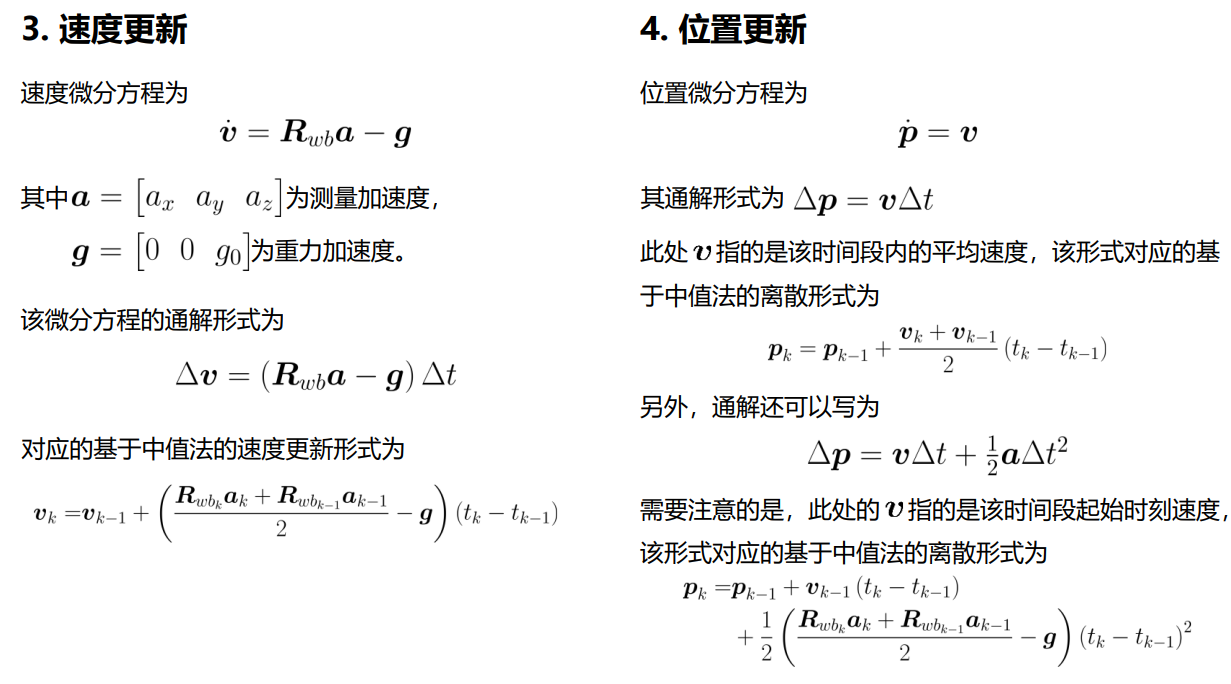 3. 速度更新
速度微分方程为
$\dot{\boldsymbol{v}} = \boldsymbol{R}_{wb}\boldsymbol{a} - \boldsymbol{g}$
其中 $\boldsymbol{a} = \begin{bmatrix} a_x & a_y & a_z \end{bmatrix}$ 为测量加速度，
$\boldsymbol{g} = \begin{bmatrix} 0 & 0 & g_0 \end{bmatrix}$ 为重力加速度。
该微分方程的通解形式为
$\Delta \boldsymbol{v} = (\boldsymbol{R}_{wb}\boldsymbol{a} - \boldsymbol{g}) \Delta t$
对应的基于中值法的速度更新形式为
$\boldsymbol{v}_k = \boldsymbol{v}_{k-1} + \left( \frac{\boldsymbol{R}_{wb_k}\boldsymbol{a}_k + \boldsymbol{R}_{wb_{k-1}}\boldsymbol{a}_{k-1}}{2} - \boldsymbol{g} \right) (t_k - t_{k-1})$
4. 位置更新
位置微分方程为
$\dot{\boldsymbol{p}} = \boldsymbol{v}$
其通解形式为 $\Delta \boldsymbol{p} = \boldsymbol{v} \Delta t$
此处 $\boldsymbol{v}$ 指的是该时间段内的平均速度，该形式对应的基
于中值法的离散形式为
$\boldsymbol{p}_k = \boldsymbol{p}_{k-1} + \frac{\boldsymbol{v}_k + \boldsymbol{v}_{k-1}}{2} (t_k - t_{k-1})$
另外，通解还可以写为
$\Delta \boldsymbol{p} = \boldsymbol{v} \Delta t + \frac{1}{2} \boldsymbol{a} \Delta t^2$
需要注意的是，此处的 $\boldsymbol{v}$ 指的是该时间段起始时刻速度，
该形式对应的基于中值法的离散形式为
$\boldsymbol{p}_k = \boldsymbol{p}_{k-1} + \boldsymbol{v}_{k-1} (t_k - t_{k-1})$
$+ \frac{1}{2} \left( \frac{\boldsymbol{R}_{wb_k}\boldsymbol{a}_k + \boldsymbol{R}_{wb_{k-1}}\boldsymbol{a}_{k-1}}{2} - \boldsymbol{g} \right) (t_k - t_{k-1})^2$